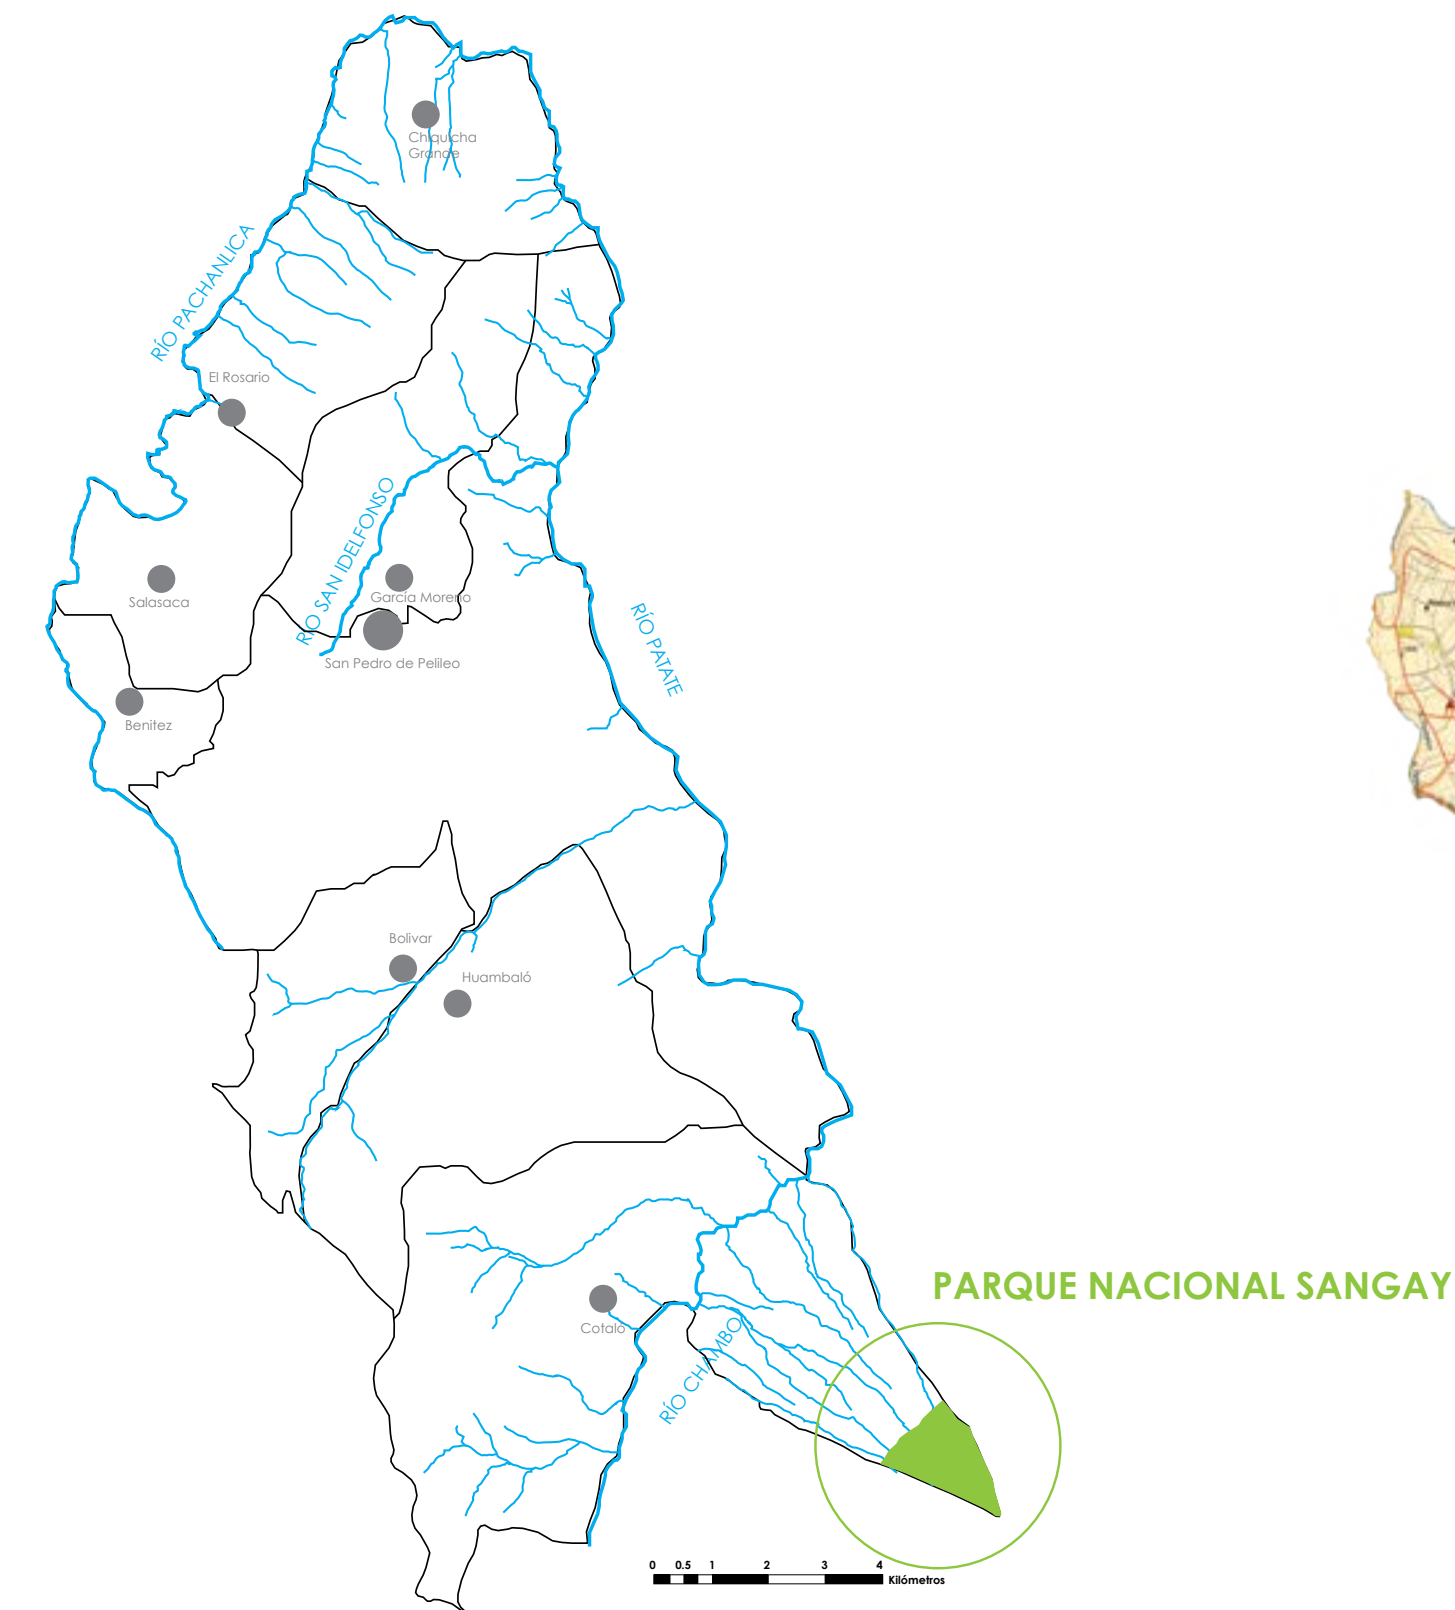 Chiquicha
Grande
RÍO PACHANLICA
El Rosario
RÍO SAN IDELFONSO
Salasaca
García Moreno
San Pedro de Pelileo
RÍO PATATE
Benitez
Bolívar
Huambaló
PARQUE NACIONAL SANGAY
Cotaló
RÍO CHAMBO
0 0.5 1 2 3 4
Kilómetros